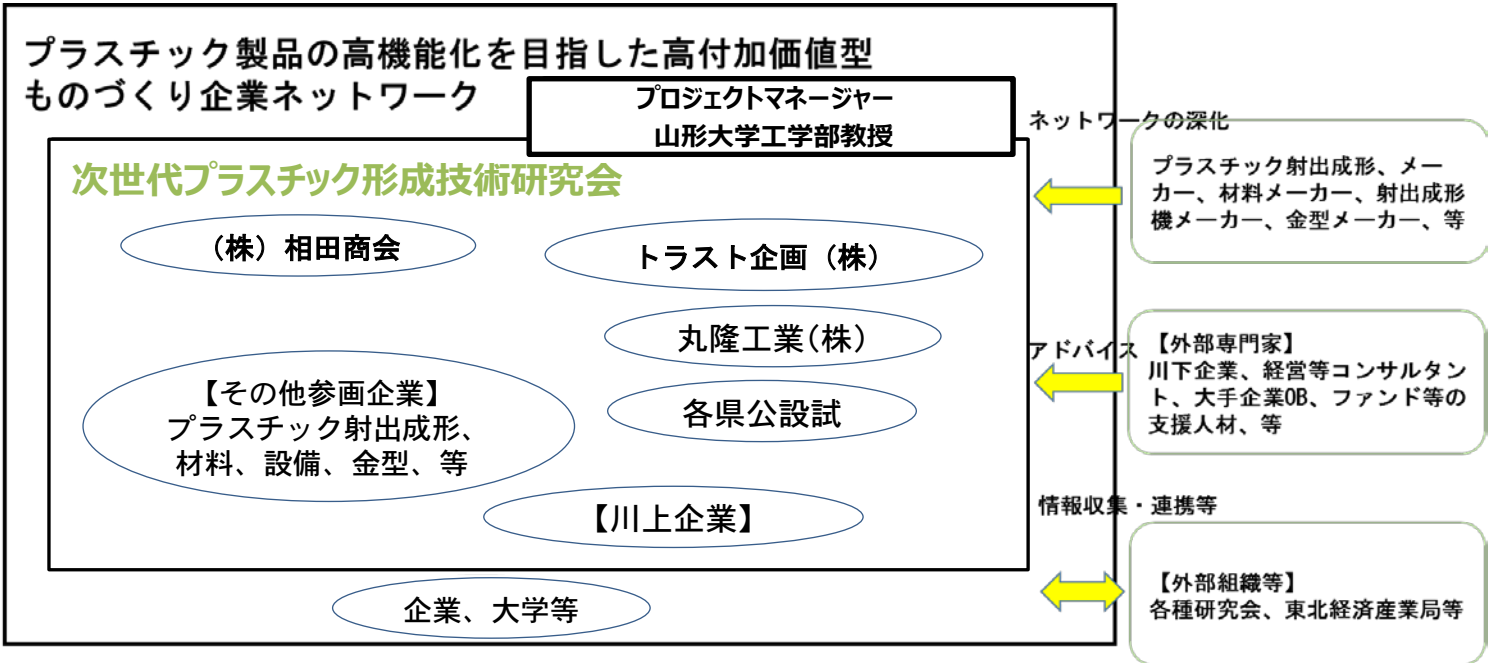 プラスチック製品の高機能化を目指した高付加価値型
ものづくり企業ネットワーク
プロジェクトマネージャー
山形大学工学部教授
次世代プラスチック形成技術研究会
（株）相田商会
トラスト企画（株）
丸隆工業（株）
【その他参画企業】
プラスチック射出成形、
材料、設備、金型、等
各県公設試
【川上企業】
企業、大学等
ネットワークの深化
プラスチック射出成形、メー
カー、材料メーカー、射出成形
機メーカー、金型メーカー、等
アドバイス
【外部専門家】
川下企業、経営等コンサルタン
ト、大手企業OB、ファンド等の
支援人材、等
情報収集・連携等
【外部組織等】
各種研究会、東北経済産業局等